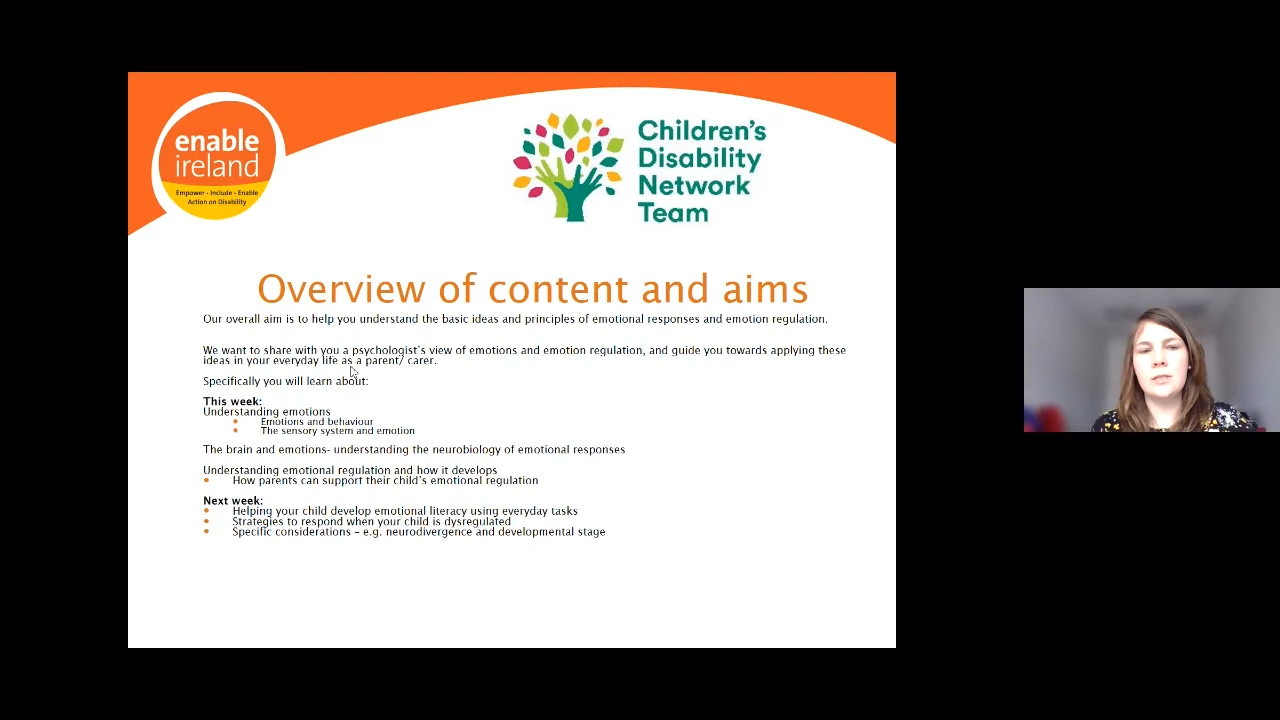 enable
ireland
Empower • Include • Enable
Action on Disability
Children's
Disability
Network
Team
Overview of content and aims
Our overall aim is to help you understand the basic ideas and principles of emotional responses and emotion regulation.
We want to share with you a psychologist's view of emotions and emotion regulation, and guide you towards applying these
ideas in your everyday life as a parent/ carer.
Specifically you will learn about:
This week:
Understanding emotions
• Emotions and behaviour
• The sensory system and emotion
The brain and emotions- understanding the neurobiology of emotional responses
Understanding emotional regulation and how it develops
• How parents can support their child's emotional regulation
Next week:
• Helping your child develop emotional literacy using everyday tasks
• Strategies to respond when your child is dysregulated
• Specific considerations – e.g. neurodivergence and developmental stage